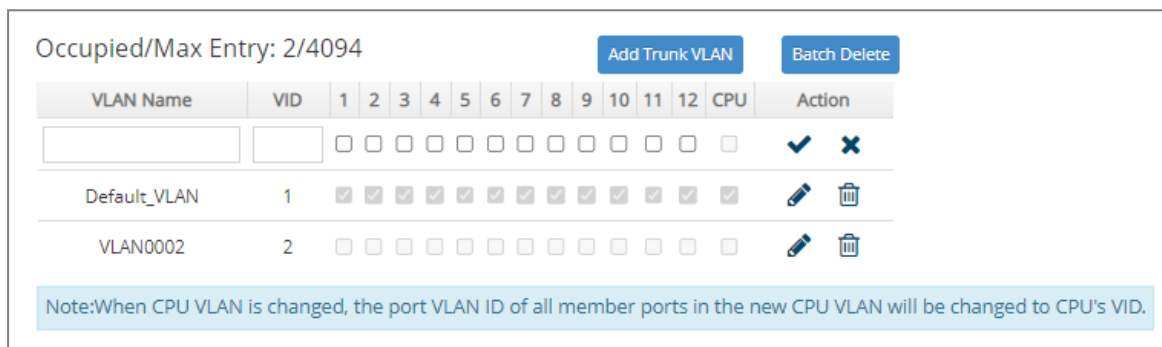 Occupied/Max Entry: 2/4094 Add Trunk VLAN Batch Delete
VLAN Name VID 1 2 3 4 5 6 7 8 9 10 11 12 CPU Action
Default_VLAN 1
VLAN0002 2
Note:When CPU VLAN is changed, the port VLAN ID of all member ports in the new CPU VLAN will be changed to CPU's VID.